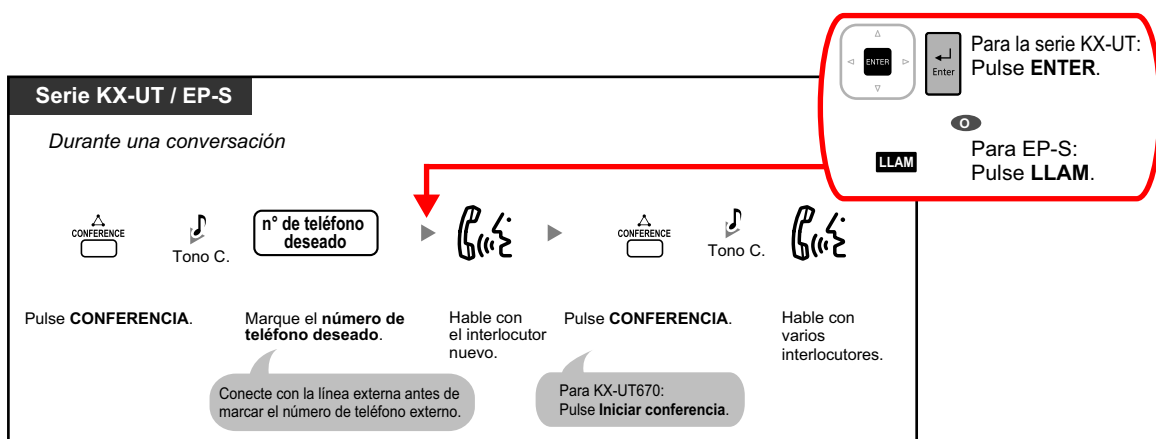 Para la serie KX-UT:
Pulse ENTER.
ENTER
Enter
O
Para EP-S:
Pulse LLAM.
LLAM
Serie KX-UT / EP-S
Durante una conversación
CONFERENCE
Tono C.
n° de teléfono
deseado
CONFERENCE
Tono C.
Pulse CONFERENCIA.
Marque el número de
teléfono deseado.
Hable con
el interlocutor
nuevo.
Pulse CONFERENCIA.
Hable con
varios
interlocutores.
Conecte con la línea externa antes de
marcar el número de teléfono externo.
Para KX-UT670:
Pulse Iniciar conferencia.